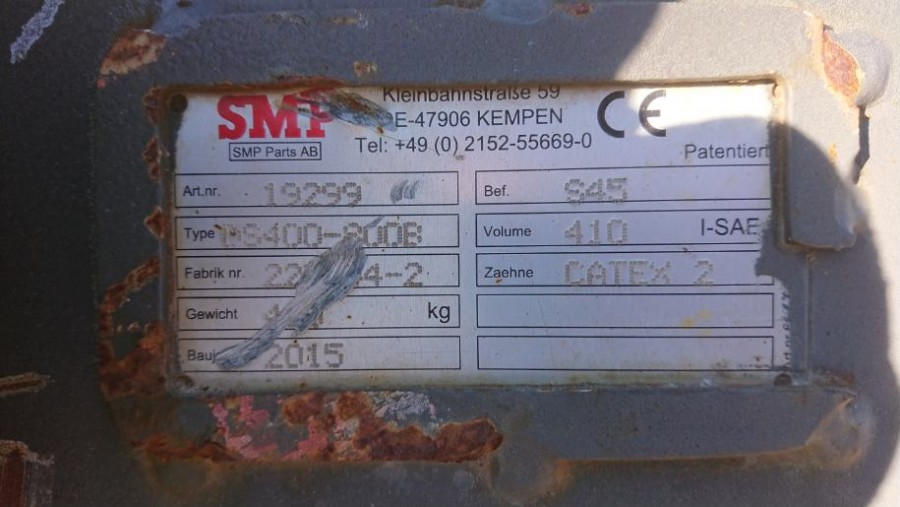 Kleinbahnstraße 59
SMP DE-47906 KEMPEN CE
SMP Parts AB
Tel: +49 (0) 2152-55669-0
Patentiert
Art.nr. 19299 Bef. S45
Type Volume 410 I-SAE
Fabrik nr. Zaehne CATEX 2
Gewicht kg
2015